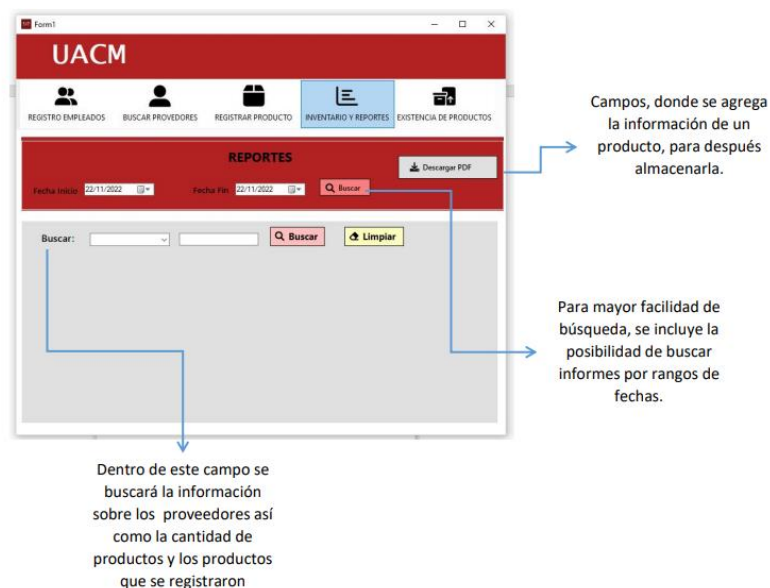 Form1
UACM
REGISTRO EMPLEADOS BUSCAR PROVEDORES REGISTRAR PRODUCTO INVENTARIO Y REPORTES EXISTENCIA DE PRODUCTOS
REPORTES
Descargar PDF
Fecha Inicio 22/11/2022 Fecha Fin 22/11/2022 Buscar
Buscar: Buscar Limpiar
Campos, donde se agrega
la información de un
producto, para después
almacenarla.
Para mayor facilidad de
búsqueda, se incluye la
posibilidad de buscar
informes por rangos de
fechas.
Dentro de este campo se
buscará la información
sobre los proveedores así
como la cantidad de
productos y los productos
que se registraron